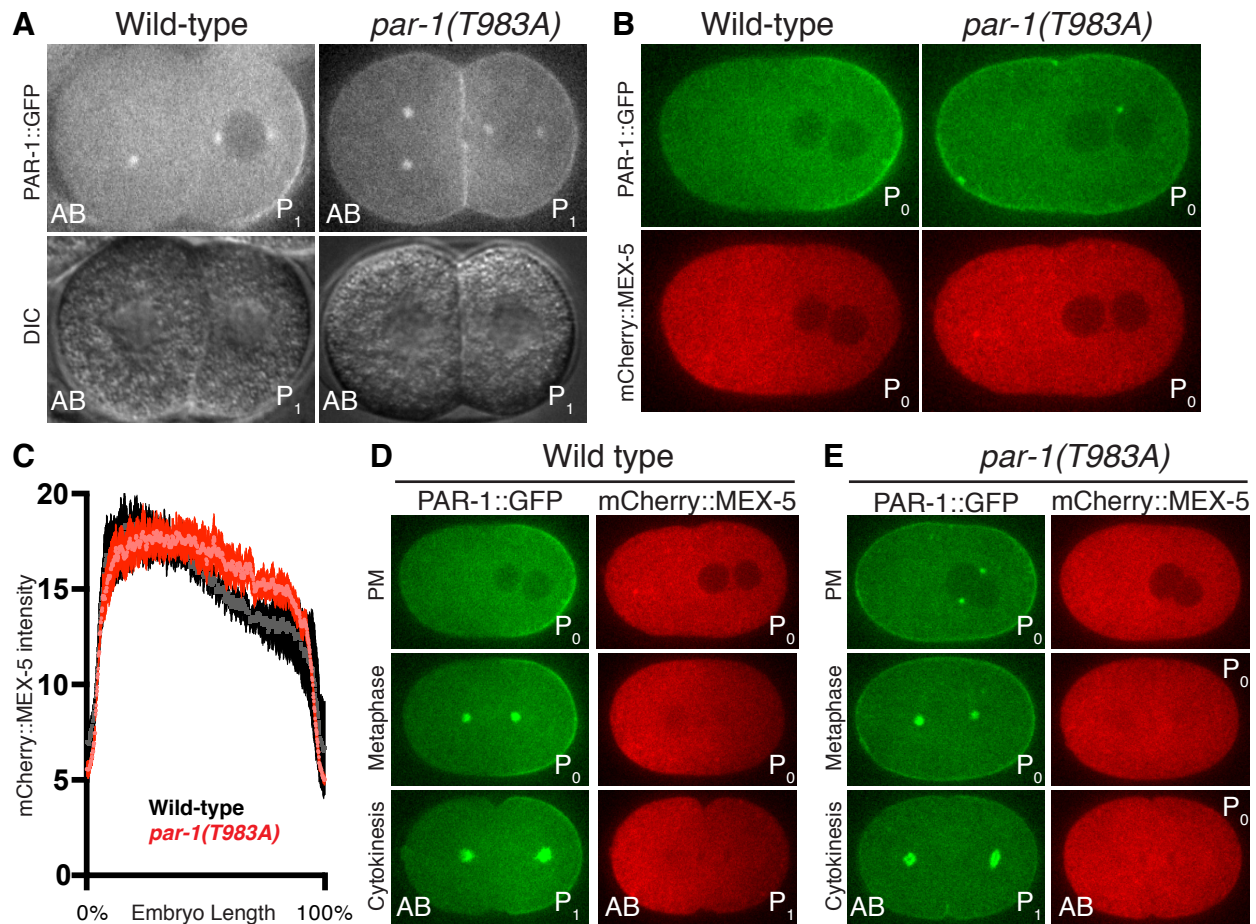 A
Wild-type
par-1(T983A)
PAR-1::GFP
AB
P1
AB
P1
DIC
AB
P1
AB
P1
B
Wild-type
par-1(T983A)
PAR-1::GFP
P0
P0
mCherry::MEX-5
P0
P0
C
mCherry::MEX-5 intensity
20
15
10
5
0
Wild-type
par-1(T983A)
0%
Embryo Length
100%
D
Wild type
PAR-1::GFP
mCherry::MEX-5
PM
P0
P0
Metaphase
P0
P0
Cytokinesis
AB
P1
AB
P1
E
par-1(T983A)
PAR-1::GFP
mCherry::MEX-5
PM
P0
Metaphase
P0
P0
Cytokinesis
AB
P1
AB
P0